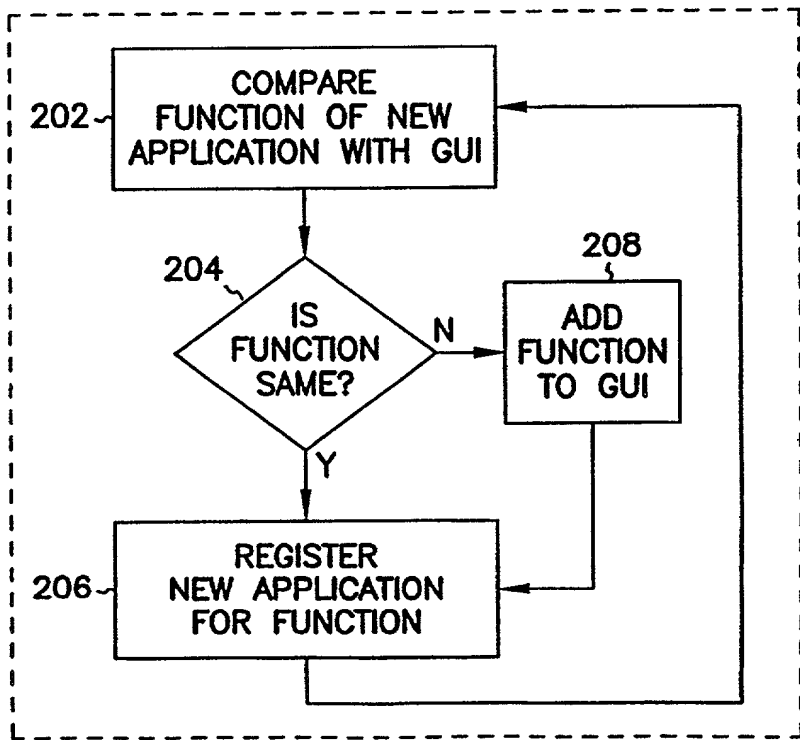 COMPARE
FUNCTION OF NEW
APPLICATION WITH GUI
202
204
IS
FUNCTION
SAME?
N
Y
208
ADD
FUNCTION
TO GUI
REGISTER
NEW APPLICATION
FOR FUNCTION
206